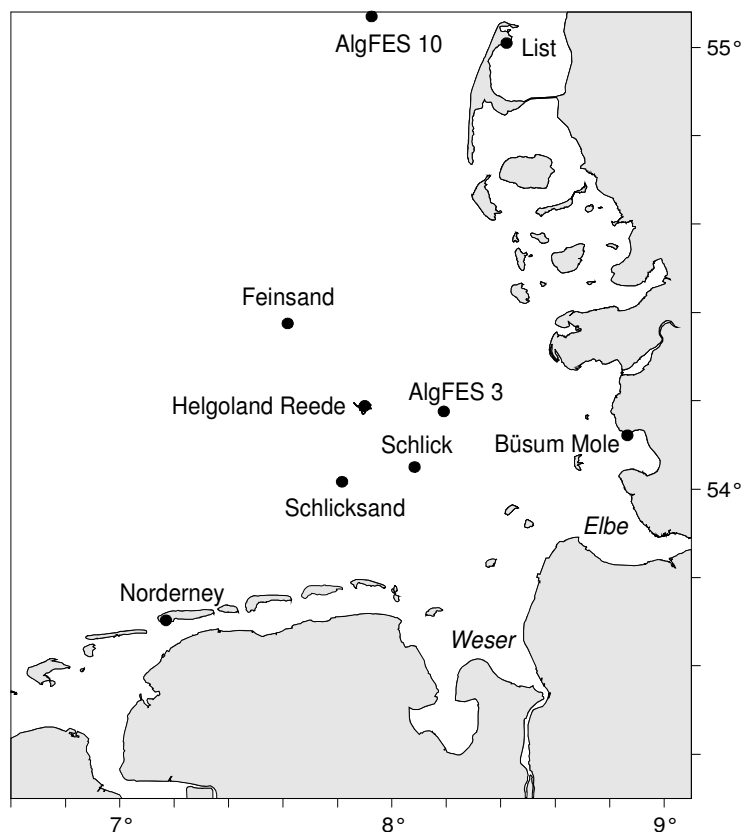 AlgFES 10
List
55°
Feinsand
Helgoland Reede
AlgFES 3
Schlick
Büsum Mole
Schlicksand
54°
Elbe
Norderney
Weser
7°
8°
9°